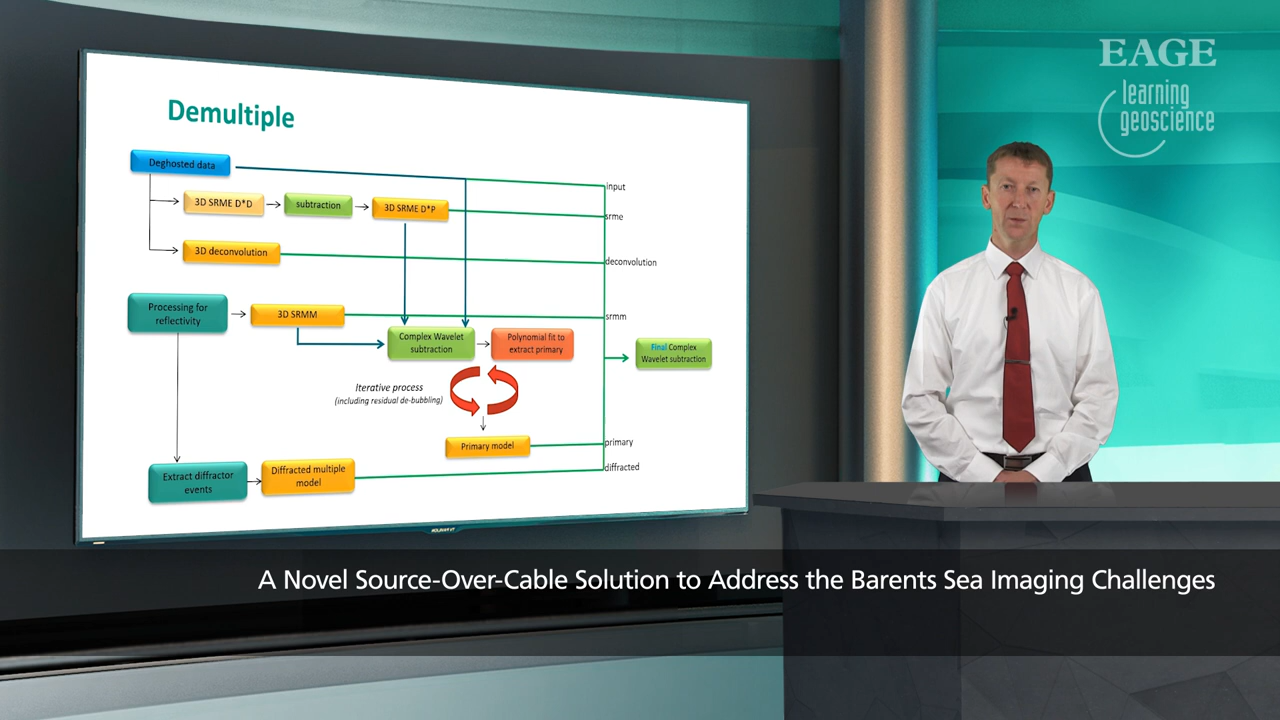 EAGE
learning
geoscience
Demultiple
Deghosted data
input
3D SRME D*D
subtraction
3D SRME D*P
srme
3D deconvolution
deconvolution
Processing for
reflectivity
3D SRMM
srmm
Complex Wavelet
subtraction
Polynomial fit to
extract primary
Final Complex
Wavelet subtraction
Iterative process
(including residual de-bubbling)
Primary model
primary
Extract diffractor
events
Diffracted multiple
model
diffracted
A Novel Source-Over-Cable Solution to Address the Barents Sea Imaging Challenges